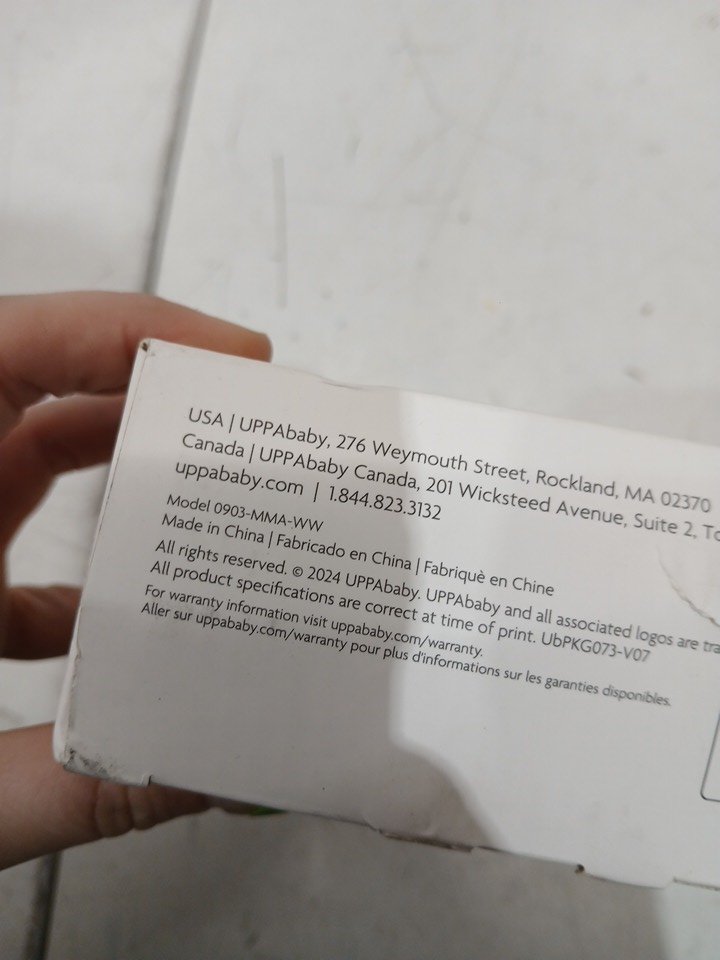 USA | UPPAbaby, 276 Weymouth Street, Rockland, MA 02370
Canada | UPPAbaby Canada, 201 Wicksteed Avenue, Suite 2,
uppababy.com | 1.844.823.3132
Model 0903-MMA-WW
Made in China | Fabricado en China | Fabriquè en Chine
All rights reserved. © 2024 UPPAbaby. UPPAbaby and all associated logos are
All product specifications are correct at time of print. UbPKG073-V07
For warranty information visit uppababy.com/warranty.
Aller sur uppababy.com/warranty pour plus d'informations sur les garanties disponibles.